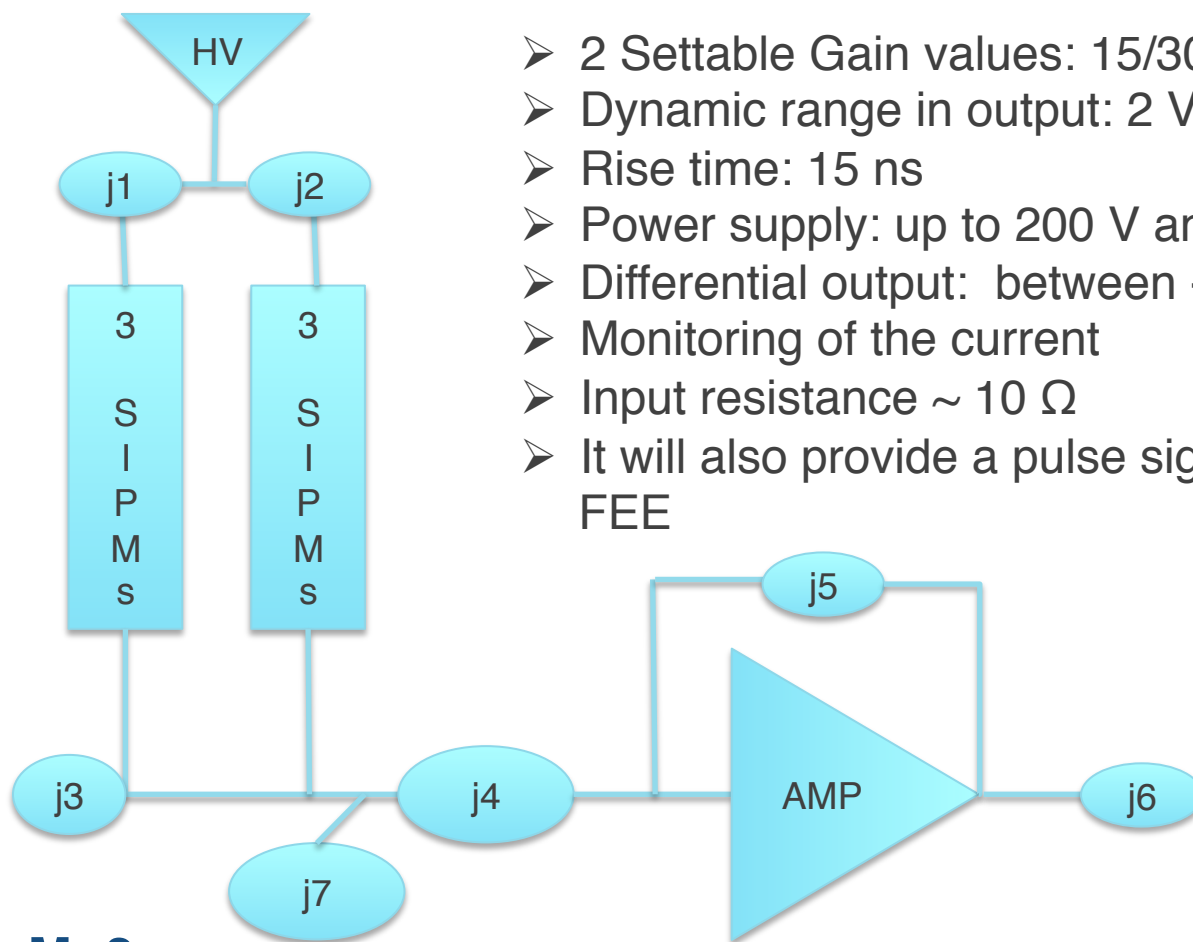 HV
j1
j2
3
S
I
P
M
s
3
S
I
P
M
s
j3
j7
j4
j5
AMP
j6
➢ 2 Settable Gain values: 15/30
➢ Dynamic range in output: 2 V
➢ Rise time: 15 ns
➢ Power supply: up to 200 V
➢ Differential output: between
➢ Monitoring of the current
➢ Input resistance ~ 10 Ω
➢ It will also provide a pulse
FEE